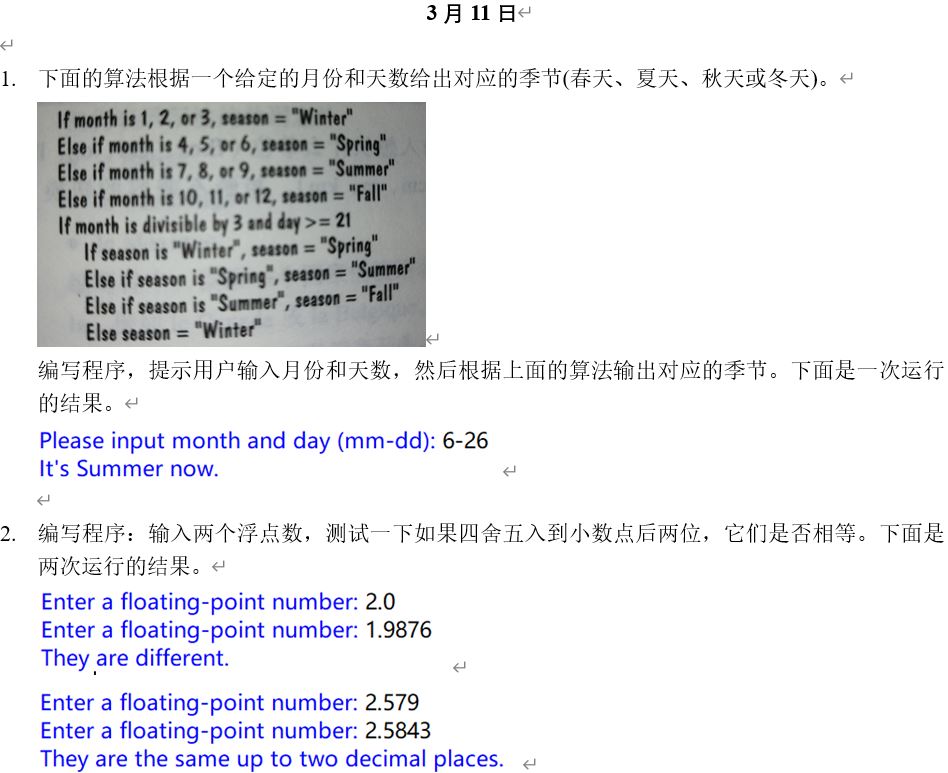 3 月 11 日
1. 下面的算法根据一个给定的月份和天数给出对应的季节(春天、夏天、秋天或冬天)。
If month is 1, 2, or 3, season = "Winter"
Else if month is 4, 5, or 6, season = "Spring"
Else if month is 7, 8, or 9, season = "Summer"
Else if month is 10, 11, or 12, season = "Fall"
If month is divisible by 3 and day >= 21
If season is "Winter", season = "Spring"
Else if season is "Spring", season = "Summer"
Else if season is "Summer", season = "Fall"
Else season = "Winter"
编写程序，提示用户输入月份和天数，然后根据上面的算法输出对应的季节。下面是一次运行
的结果。
Please input month and day (mm-dd): 6-26
It's Summer now.
2. 编写程序：输入两个浮点数，测试一下如果四舍五入到小数点后两位，它们是否相等。下面是
两次运行的结果。
Enter a floating-point number: 2.0
Enter a floating-point number: 1.9876
They are different.
Enter a floating-point number: 2.579
Enter a floating-point number: 2.5843
They are the same up to two decimal places.